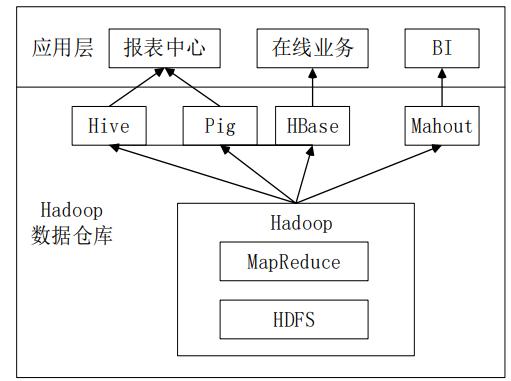 应用层
报表中心
在线业务
BI
Hive
Pig
HBase
Mahout
Hadoop
数据仓库
Hadoop
MapReduce
HDFS